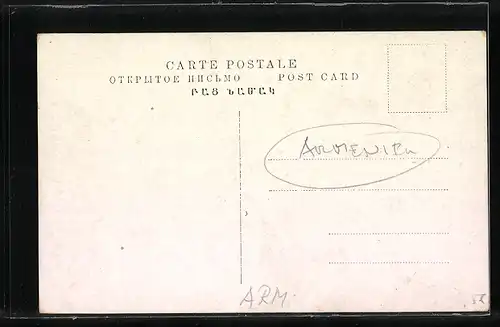 CARTE POSTALE
ОТКРЫТОЕ ПИСЬМО POST CARD
ԲԱՑ ՆԱՄԱԿ
ARMENIEN
ARM.